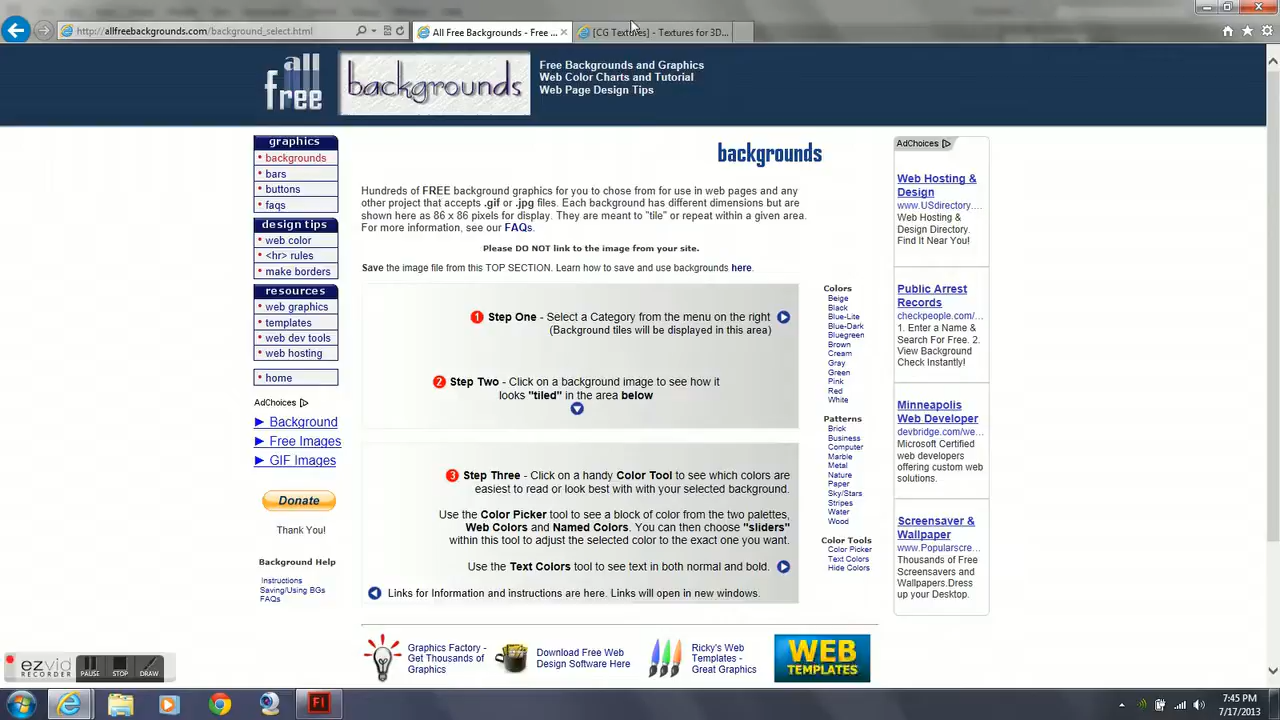 http://allfreebackgrounds.com/background_select.html
All Free Backgrounds - Free ...
[CG Textures] - Textures for 3D...
all free
backgrounds
Free Backgrounds and Graphics
Web Color Charts and Tutorial
Web Page Design Tips
graphics
• backgrounds
• bars
• buttons
• faqs
design tips
• web color
• <hr> rules
• make borders
resources
• web graphics
• templates
• web dev tools
• web hosting
• home
AdChoices
► Background
► Free Images
► GIF Images
Donate
Thank You!
Background Help
Instructions
Saving/Using BGs
FAQs
backgrounds
Hundreds of FREE background graphics for you to chose from for use in web pages and any
other project that accepts .gif or .jpg files. Each background has different dimensions but are
shown here as 86 x 86 pixels for display. They are meant to "tile" or repeat within a given area.
For more information, see our FAQs.
Please DO NOT link to the image from your site.
Save the image file from this TOP SECTION. Learn how to save and use backgrounds here.
1 Step One - Select a Category from the menu on the right
(Background tiles will be displayed in this area)
2 Step Two - Click on a background image to see how it
looks "tiled" in the area below
3 Step Three - Click on a handy Color Tool to see which colors are
easiest to read or look best with with your selected background.
Use the Color Picker tool to see a block of color from the two palettes,
Web Colors and Named Colors. You can then choose "sliders"
within this tool to adjust the selected color to the exact one you want.
Use the Text Colors tool to see text in both normal and bold.
Links for Information and instructions are here. Links will open in new windows.
Colors
Beige
Black
Blue-Lite
Blue-Dark
Bluegreen
Brown
Cream
Gray
Green
Pink
Red
White
Patterns
Brick
Business
Computer
Marble
Metal
Nature
Paper
Sky/Stars
Stripes
Water
Wood
Color Tools
Color Picker
Text Colors
Hide Colors
AdChoices
Web Hosting &
Design
www.USdirectory....
Web Hosting &
Design Directory.
Find It Near You!
Public Arrest
Records
checkpeople.com/...
1. Enter a Name &
Search For Free. 2.
View Background
Check Instantly!
Minneapolis
Web Developer
devbridge.com/we...
Microsoft Certified
web developers
offering custom web
solutions.
Screensaver &
Wallpaper
www.Popularscre...
Thousands of Free
Screensavers and
Wallpapers.Dress
up your Desktop.
Graphics Factory -
Get Thousands of
Graphics
Download Free Web
Design Software Here
Ricky's Web
Templates -
Great Graphics
WEB
TEMPLATES
ezvid
RECORDER
PAUSE
STOP
DRAW
Fl
7:45 PM
7/17/2013